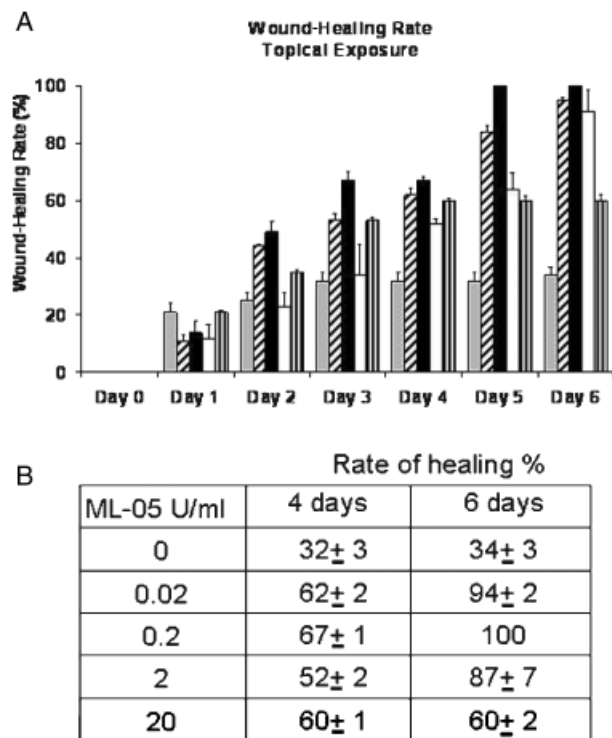 A
Wound-Healing Rate
Topical Exposure
Wound-Healing Rate (%)
100
80
60
40
20
0
Day 0 Day 1 Day 2 Day 3 Day 4 Day 5 Day 6
B
Rate of healing %
ML-05 U/ml 4 days 6 days
0 32± 3 34± 3
0.02 62± 2 94± 2
0.2 67± 1 100
2 52± 2 87± 7
20 60± 1 60± 2